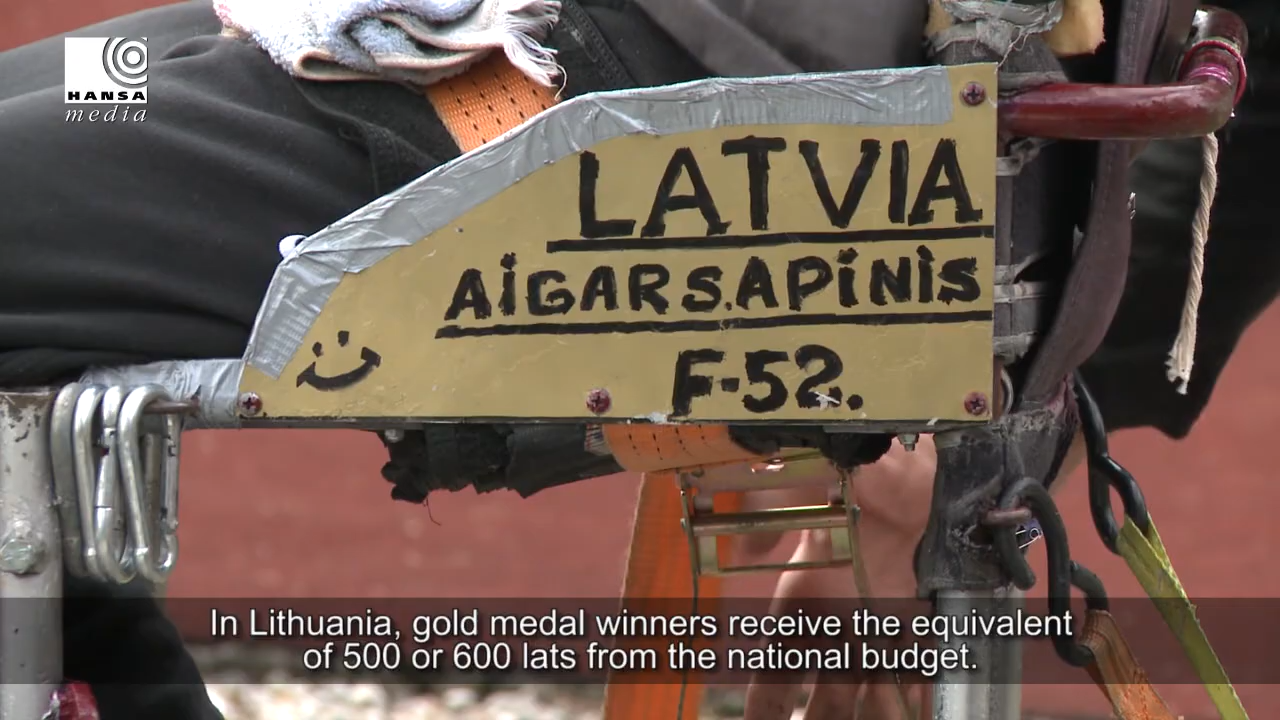 HANSA
media
LATVIA
AIGARS.APINIS
F-52.
In Lithuania, gold medal winners receive the equivalent
of 500 or 600 lats from the national budget.